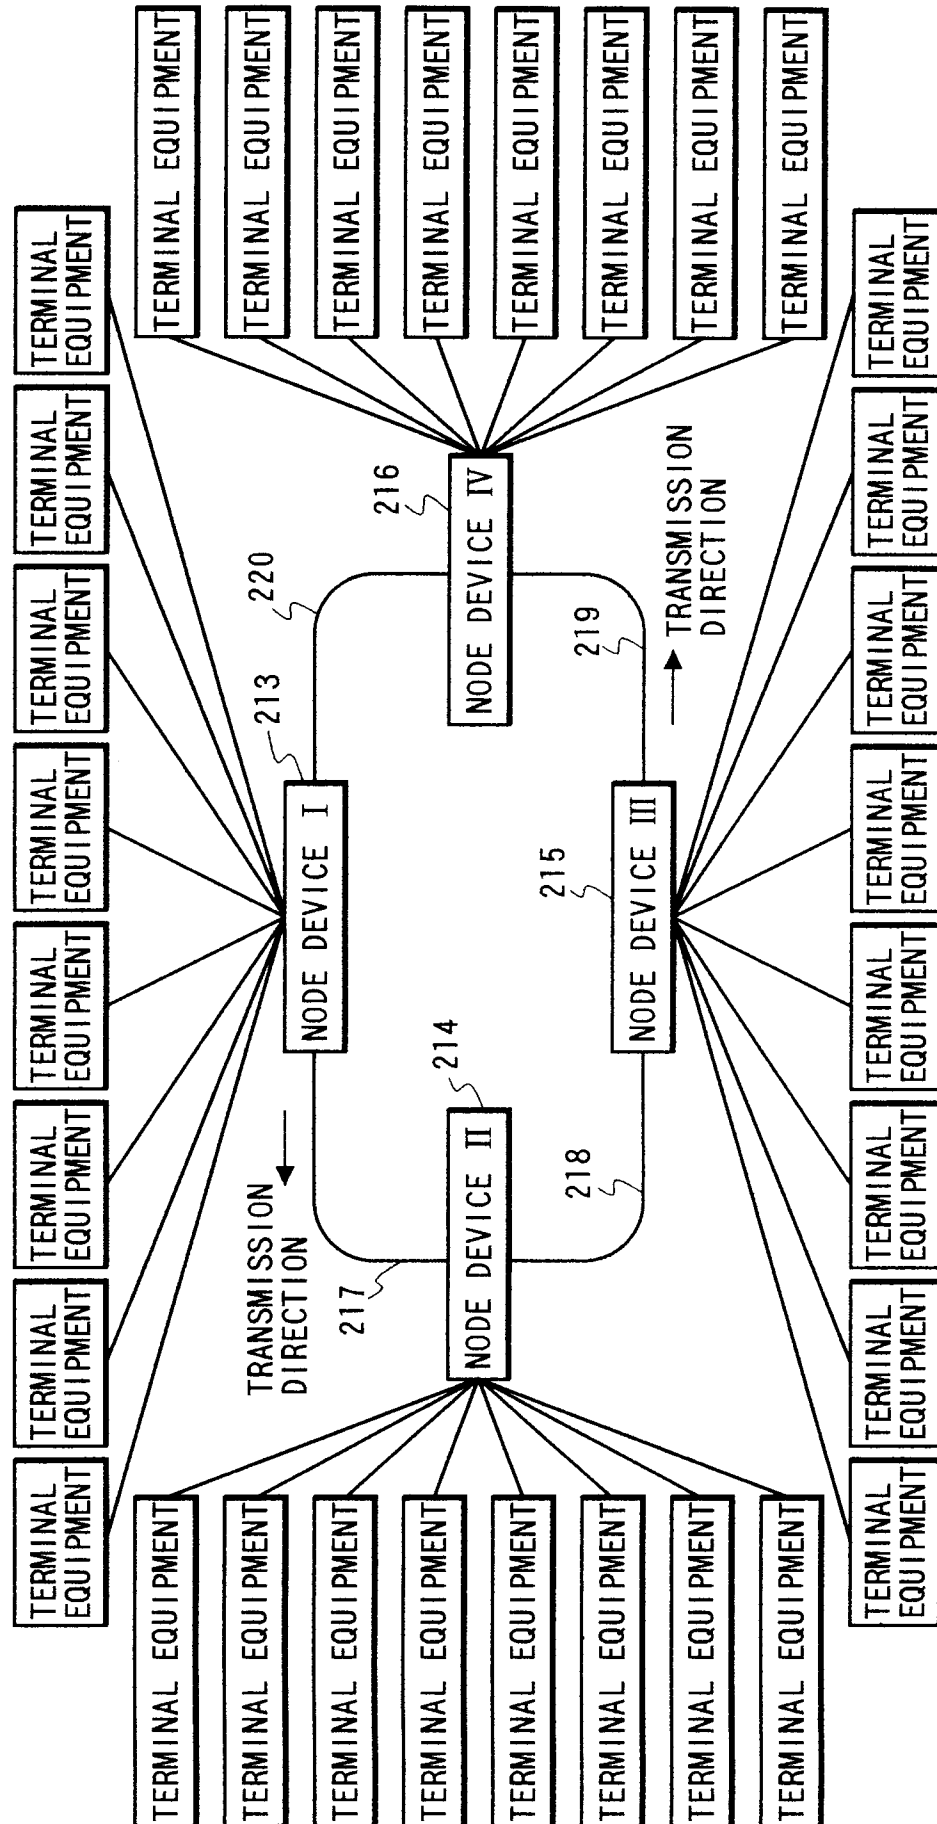 TERMINAL
EQUIPMENT
TERMINAL
EQUIPMENT
TERMINAL
EQUIPMENT
TERMINAL
EQUIPMENT
TERMINAL
EQUIPMENT
TERMINAL
EQUIPMENT
TERMINAL
EQUIPMENT
TERMINAL
EQUIPMENT
TERMINAL EQUIPMENT
TERMINAL EQUIPMENT
TERMINAL EQUIPMENT
TERMINAL EQUIPMENT
TERMINAL EQUIPMENT
TERMINAL EQUIPMENT
TERMINAL EQUIPMENT
TERMINAL EQUIPMENT
TRANSMISSION
DIRECTION
213
220
NODE DEVICE I
217
214
216
NODE DEVICE II
NODE DEVICE IV
218
215
219
NODE DEVICE III
TRANSMISSION
DIRECTION
TERMINAL EQUIPMENT
TERMINAL EQUIPMENT
TERMINAL EQUIPMENT
TERMINAL EQUIPMENT
TERMINAL EQUIPMENT
TERMINAL EQUIPMENT
TERMINAL EQUIPMENT
TERMINAL EQUIPMENT
TERMINAL
EQUIPMENT
TERMINAL
EQUIPMENT
TERMINAL
EQUIPMENT
TERMINAL
EQUIPMENT
TERMINAL
EQUIPMENT
TERMINAL
EQUIPMENT
TERMINAL
EQUIPMENT
TERMINAL
EQUIPMENT